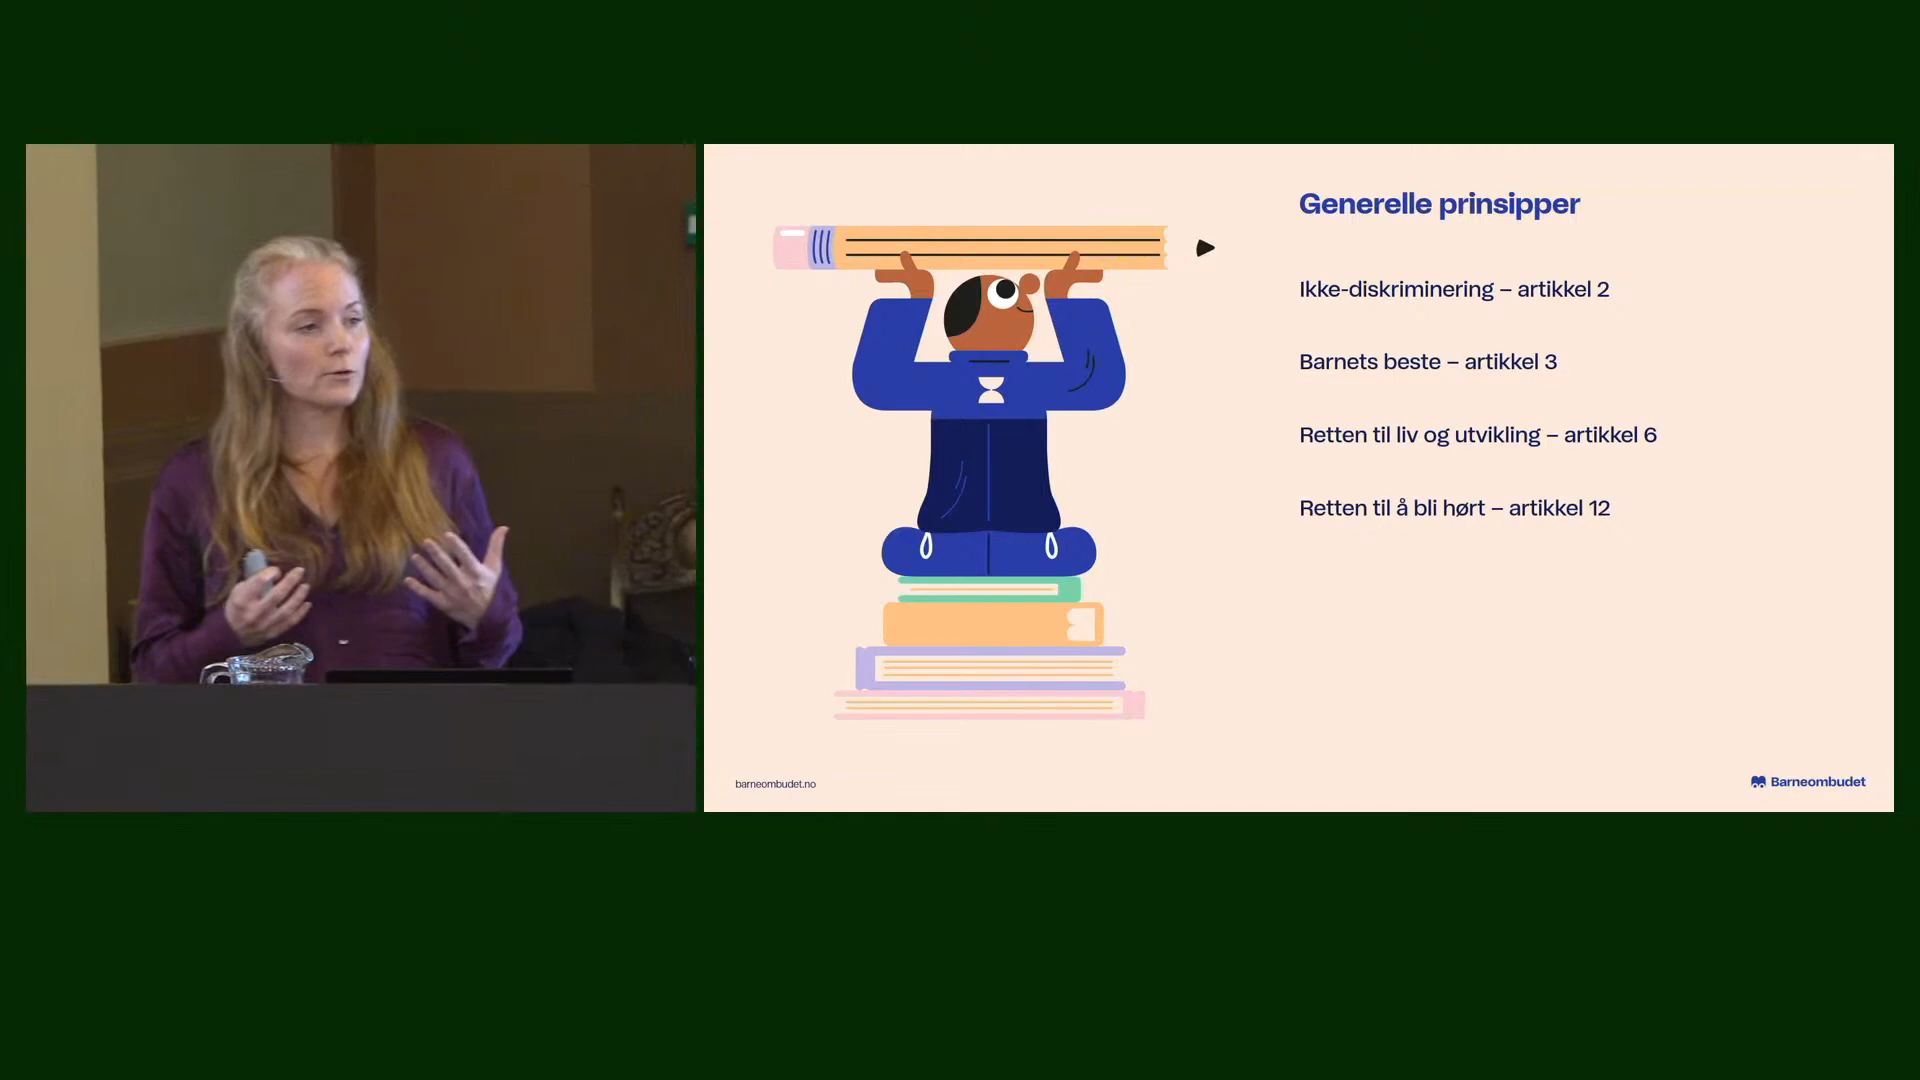 Generelle prinsipper
Ikke-diskriminering – artikkel 2
Barnets beste – artikkel 3
Retten til liv og utvikling – artikkel 6
Retten til å bli hørt – artikkel 12
barneombudet.no
Barneombudet